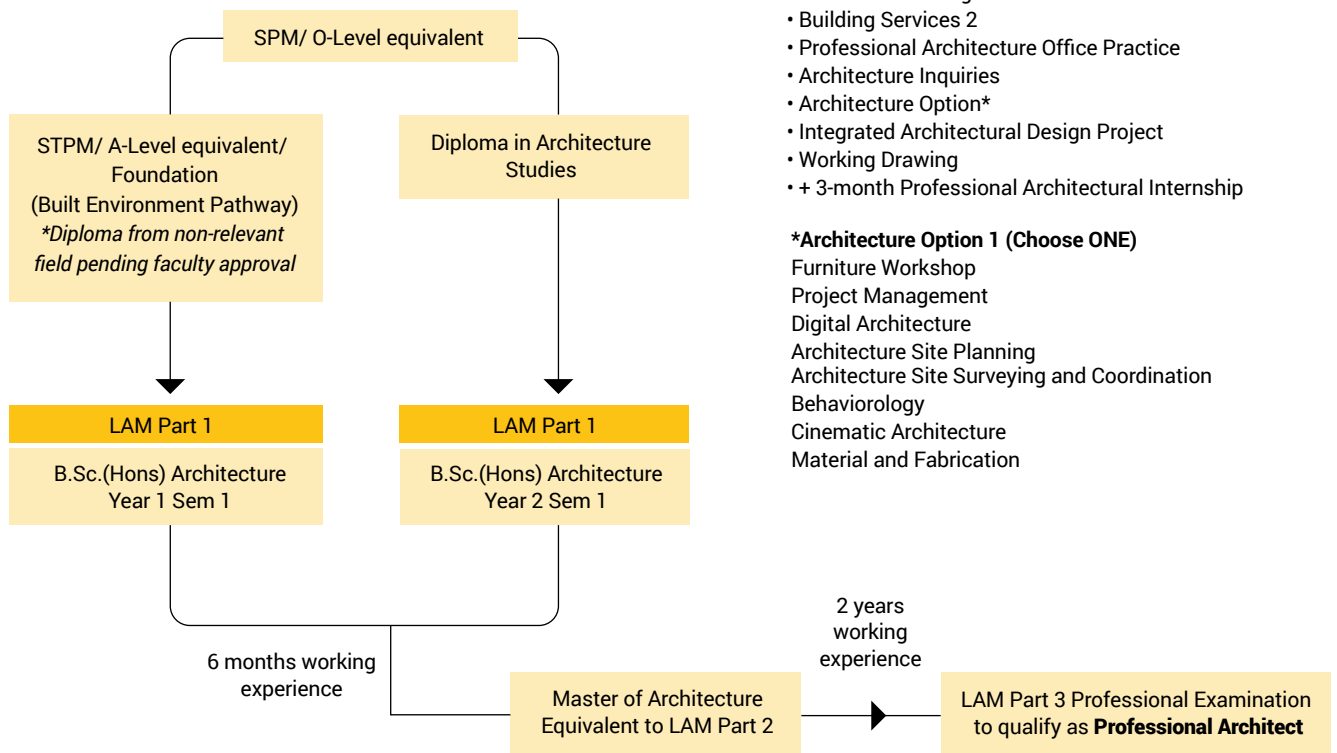 SPM/ O-Level equivalent
STPM/ A-Level equivalent/
Foundation
(Built Environment Pathway)
*Diploma from non-relevant
field pending faculty approval
Diploma in Architecture
Studies
LAM Part 1
B.Sc.(Hons) Architecture
Year 1 Sem 1
LAM Part 1
B.Sc.(Hons) Architecture
Year 2 Sem 1
6 months working
experience
Master of Architecture
Equivalent to LAM Part 2
2 years
working
experience
LAM Part 3 Professional Examination
to qualify as Professional Architect
• Building Services 2
• Professional Architecture Office Practice
• Architecture Inquiries
• Architecture Option*
• Integrated Architectural Design Project
• Working Drawing
• + 3-month Professional Architectural Internship
*Architecture Option 1 (Choose ONE)
Furniture Workshop
Project Management
Digital Architecture
Architecture Site Planning
Architecture Site Surveying and Coordination
Behaviorology
Cinematic Architecture
Material and Fabrication